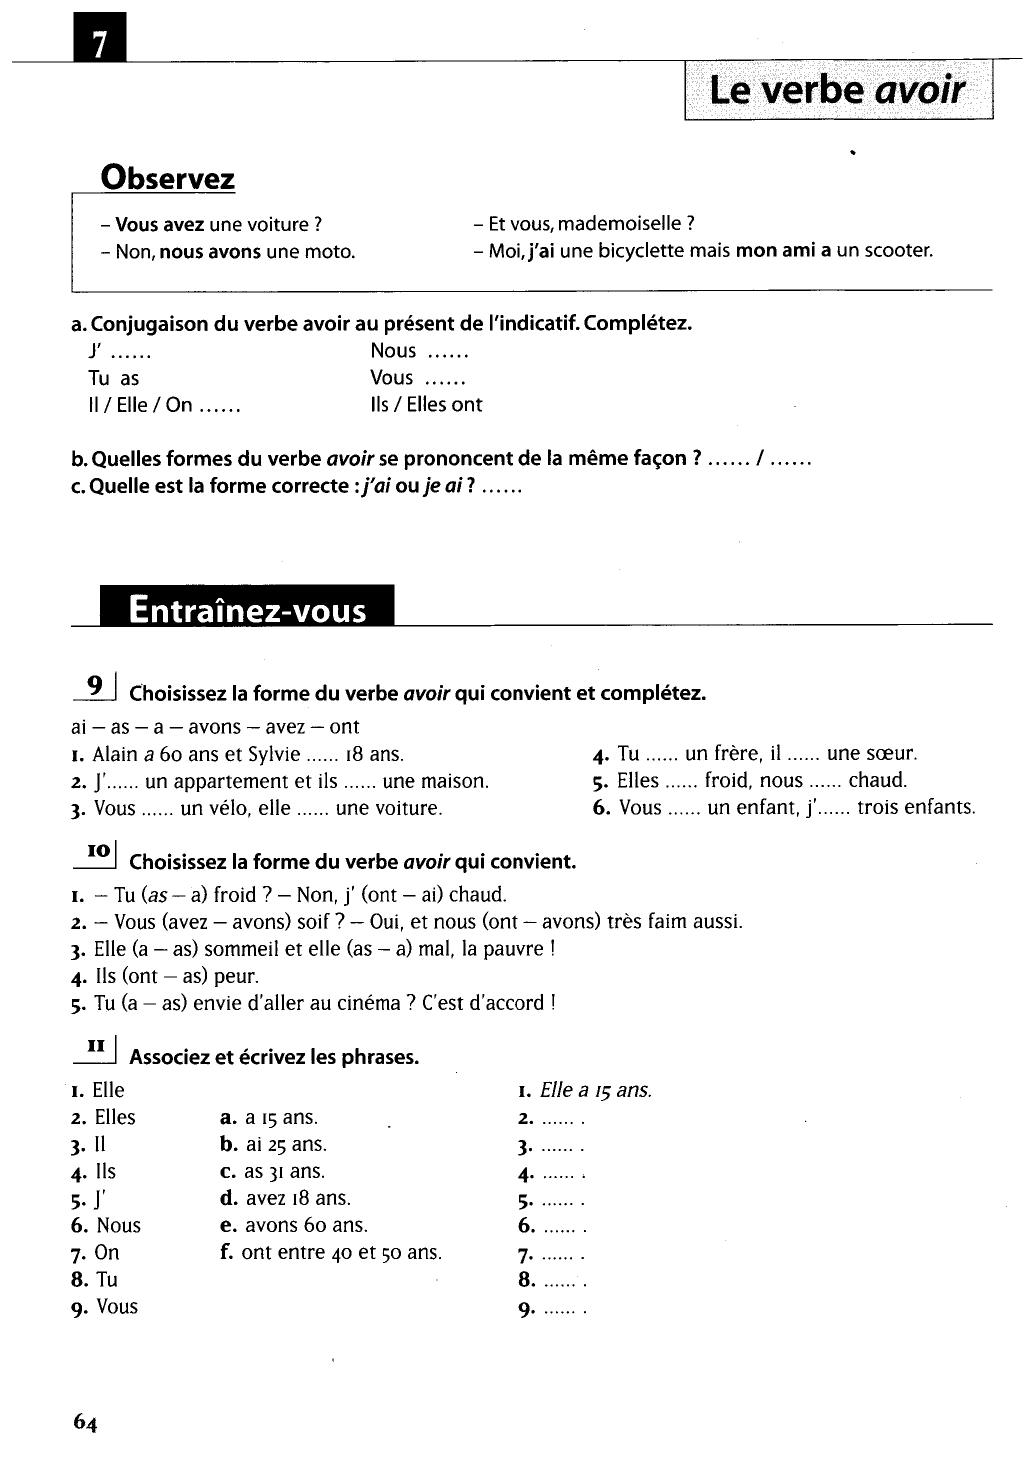 7
Le verbe avoir
Observez
– Vous avez une voiture ?
– Non, nous avons une moto.
– Et vous, mademoiselle ?
– Moi, j'ai une bicyclette mais mon ami a un scooter.
a. Conjugaison du verbe avoir au présent de l'indicatif. Complétez.
J' ...... Nous ......
Tu as Vous ......
Il / Elle / On ...... Ils / Elles ont
b. Quelles formes du verbe avoir se prononcent de la même façon ? ...... / ......
c. Quelle est la forme correcte : j'ai ou je ai ? ......
Entraînez-vous
9 Choisissez la forme du verbe avoir qui convient et complétez.
ai – as – a – avons – avez – ont
1. Alain a 60 ans et Sylvie ...... 18 ans.
2. J'...... un appartement et ils ...... une maison.
3. Vous ...... un vélo, elle ...... une voiture.
4. Tu ...... un frère, il ...... une sœur.
5. Elles ...... froid, nous ...... chaud.
6. Vous ...... un enfant, j'...... trois enfants.
10 Choisissez la forme du verbe avoir qui convient.
1. – Tu (as – a) froid ? – Non, j' (ont – ai) chaud.
2. – Vous (avez – avons) soif ? – Oui, et nous (ont – avons) très faim aussi.
3. Elle (a – as) sommeil et elle (as – a) mal, la pauvre !
4. Ils (ont – as) peur.
5. Tu (a – as) envie d'aller au cinéma ? C'est d'accord !
11 Associez et écrivez les phrases.
1. Elle 1. Elle a 15 ans.
2. Elles a. a 15 ans. 2. ...... .
3. Il b. ai 25 ans. 3. ...... .
4. Ils c. as 31 ans. 4. ...... .
5. J' d. avez 18 ans. 5. ...... .
6. Nous e. avons 60 ans. 6. ...... .
7. On f. ont entre 40 et 50 ans. 7. ...... .
8. Tu 8. ...... .
9. Vous 9. ...... .
64